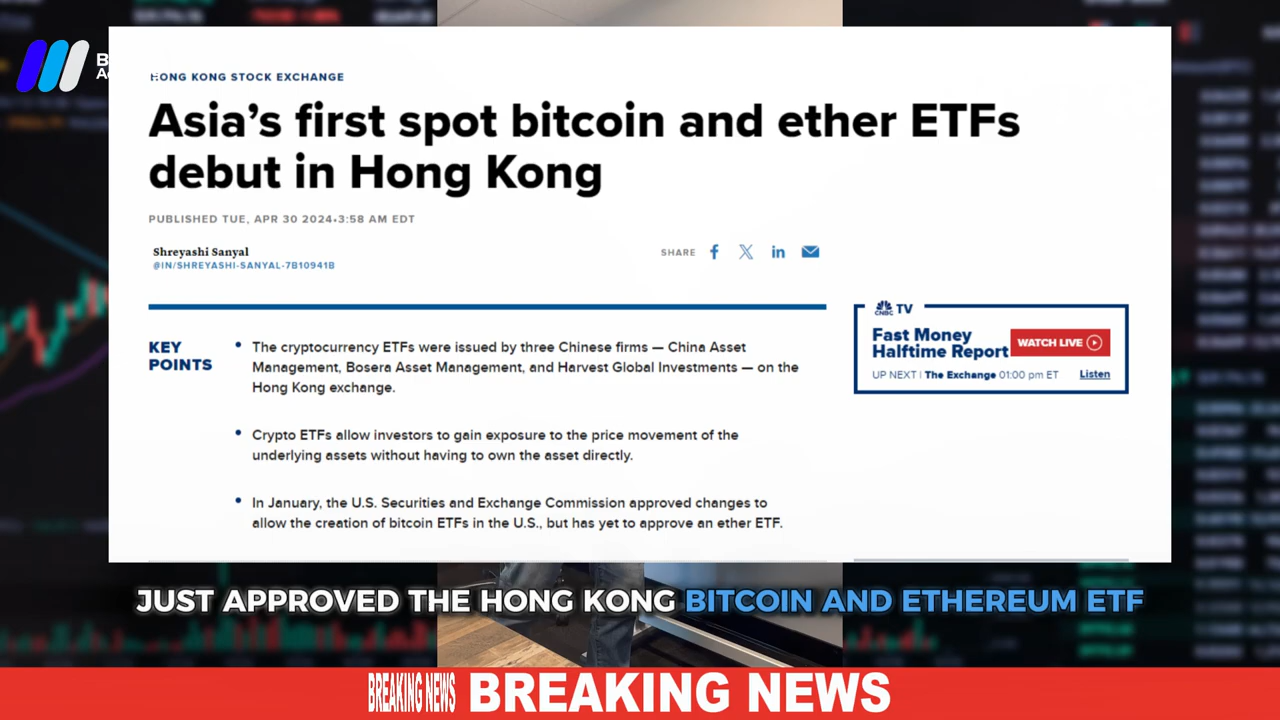 HONG KONG STOCK EXCHANGE
Asia's first spot bitcoin and ether ETFs
debut in Hong Kong
PUBLISHED TUE, APR 30 2024•3:58 AM EDT
Shreyashi Sanyal
@IN/SHREYASHI-SANYAL-7B10941B
SHARE
KEY
POINTS
The cryptocurrency ETFs were issued by three Chinese firms — China Asset
Management, Bosera Asset Management, and Harvest Global Investments — on the
Hong Kong exchange.
Crypto ETFs allow investors to gain exposure to the price movement of the
underlying assets without having to own the asset directly.
In January, the U.S. Securities and Exchange Commission approved changes to
allow the creation of bitcoin ETFs in the U.S., but has yet to approve an ether ETF.
CNBC TV
Fast Money
Halftime Report
WATCH LIVE
UP NEXT | The Exchange 01:00 pm ET
Listen
JUST APPROVED THE HONG KONG BITCOIN AND ETHEREUM ETF
BREAKING NEWS BREAKING NEWS